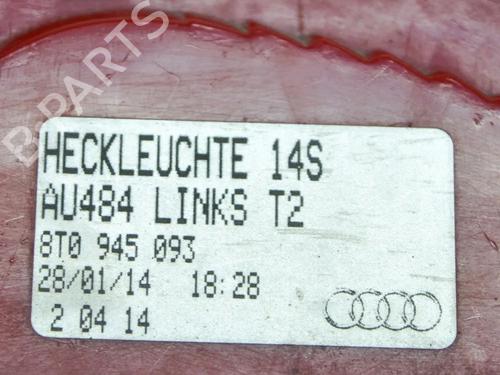 B-PARTS
HECKLEUCHTE 14S
AU484 LINKS T2
8T0 945 093
28/01/14 18:28
2 04 14